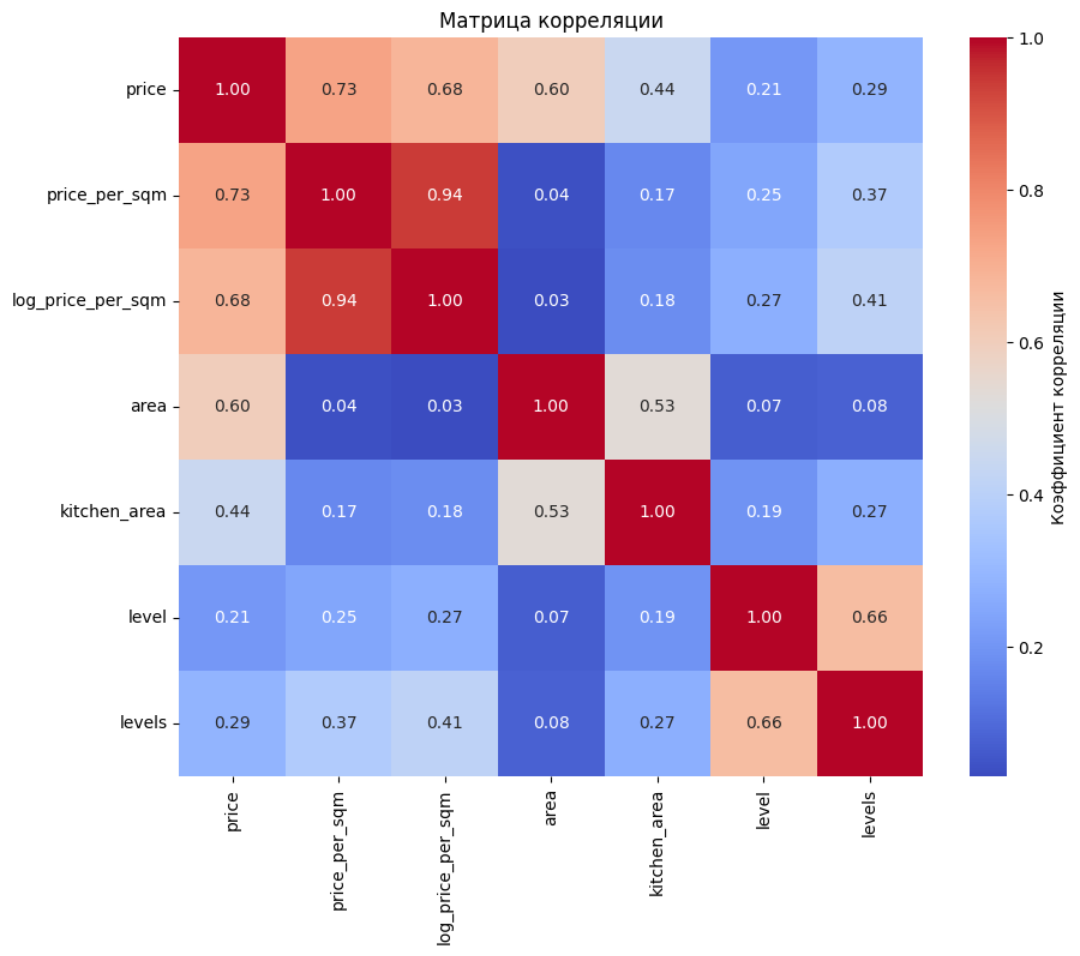 Матрица корреляции
price 1.00 0.73 0.68 0.60 0.44 0.21 0.29
price_per_sqm 0.73 1.00 0.94 0.04 0.17 0.25 0.37
log_price_per_sqm 0.68 0.94 1.00 0.03 0.18 0.27 0.41
area 0.60 0.04 0.03 1.00 0.53 0.07 0.08
kitchen_area 0.44 0.17 0.18 0.53 1.00 0.19 0.27
level 0.21 0.25 0.27 0.07 0.19 1.00 0.66
levels 0.29 0.37 0.41 0.08 0.27 0.66 1.00
price
price_per_sqm
log_price_per_sqm
area
kitchen_area
level
levels
1.0
0.8
0.6
0.4
0.2
Коэффициент корреляции